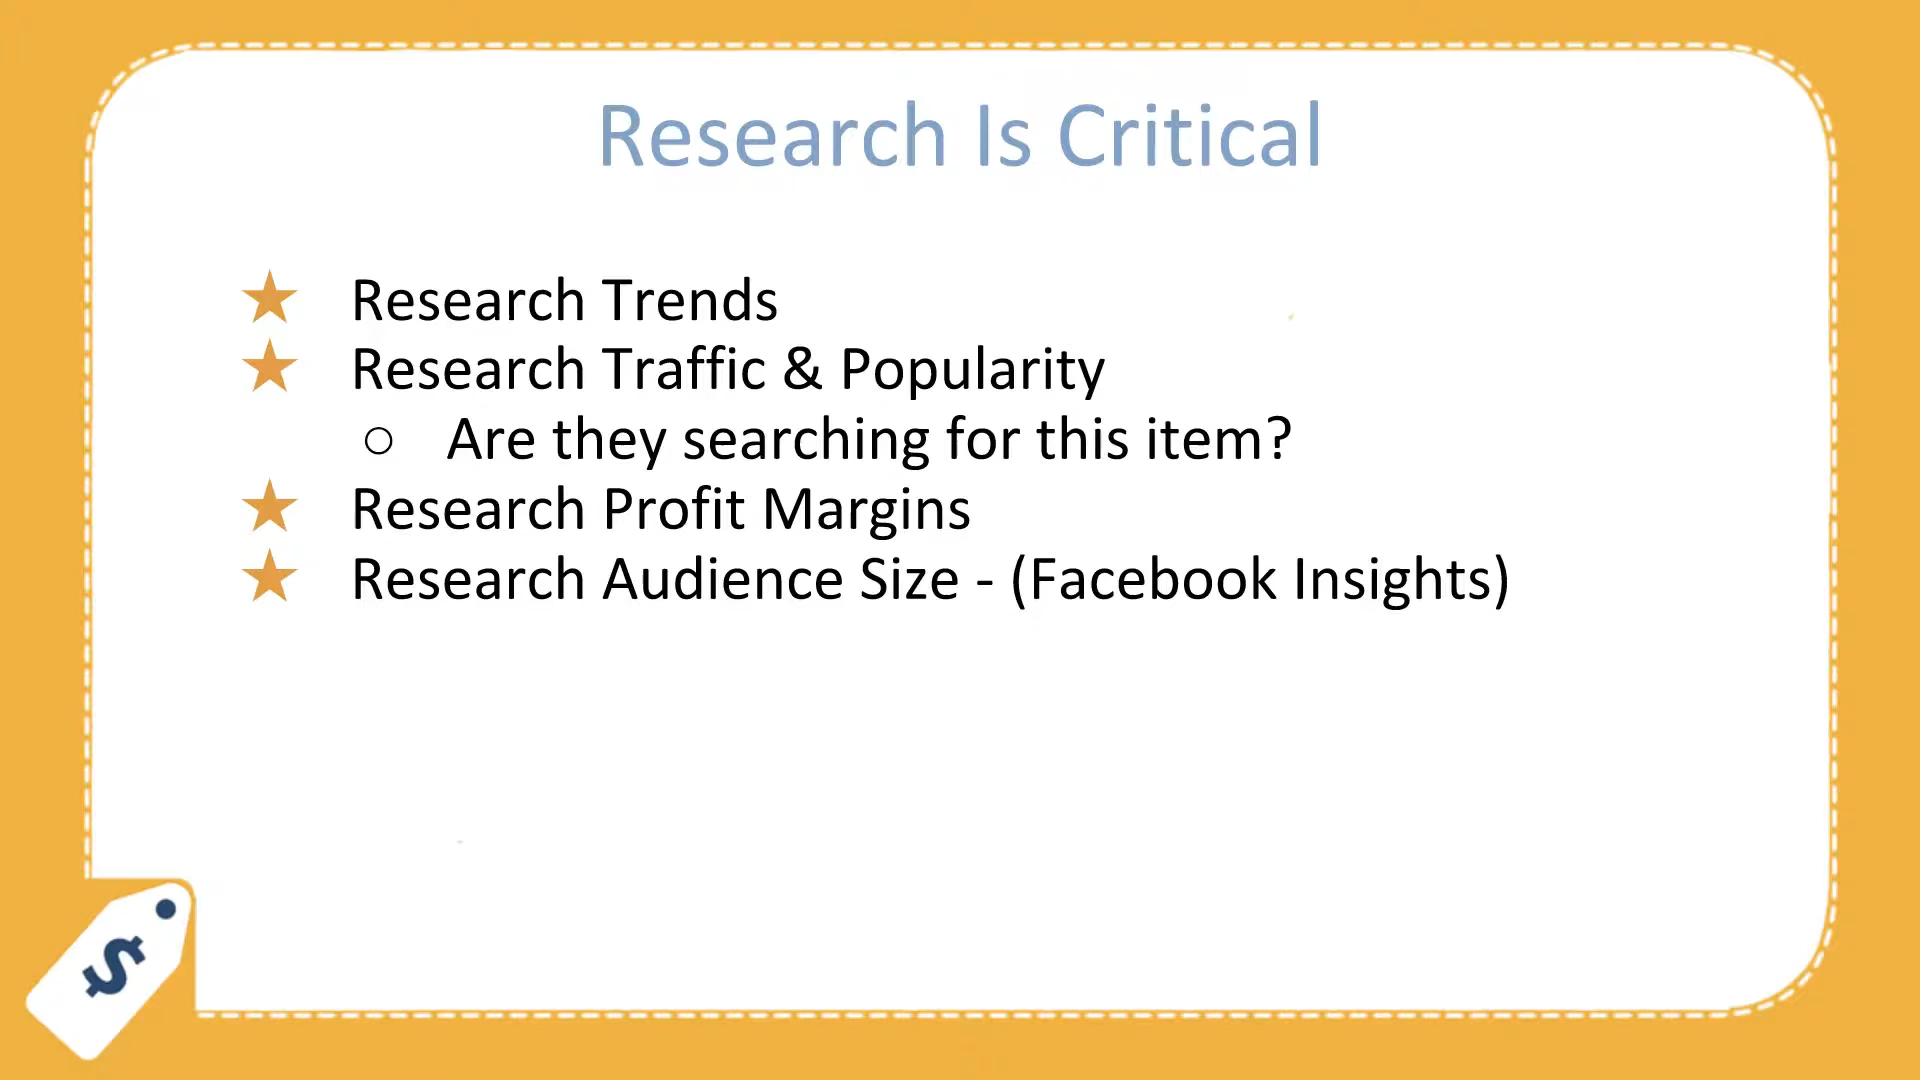 Research Is Critical
★ Research Trends
★ Research Traffic & Popularity
○ Are they searching for this item?
★ Research Profit Margins
★ Research Audience Size - (Facebook Insights)
$